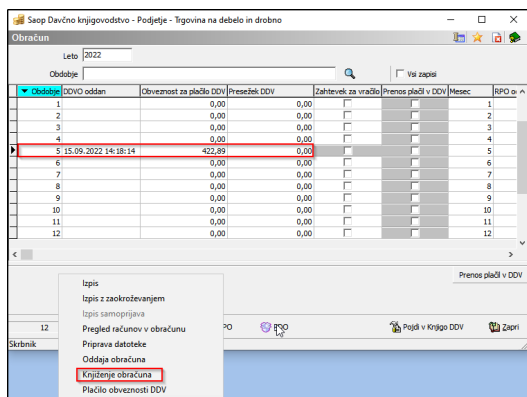 Saop Davčno knjigovodstvo - Podjetje - Trgovina na debelo in drobno
Obračun
Leto 2022
Obdobje
Vsi zapisi
Obdobje DDVO oddan Obveznost za plačilo DDV Presežek DDV Zahtevek za vračilo Prenos plačil v DDV Mesec RPO
1 0,00 0,00 1
2 0,00 0,00 2
3 0,00 0,00 3
4 0,00 0,00 4
5 15.09.2022 14:18:14 422,89 0,00 5
6 0,00 0,00 6
7 0,00 0,00 7
8 0,00 0,00 8
9 0,00 0,00 9
10 0,00 0,00 10
11 0,00 0,00 11
12 0,00 0,00 12
Prenos plačil v DDV
Izpis
Izpis z zaokroževanjem
Izpis samoprijava
12 Pregled računov v obračunu PO Pojdi v Knjigo DDV Zapri
Skrbnik Priprava datoteke
Oddaja obračuna
Knjiženje obračuna
Plačilo obveznosti DDV